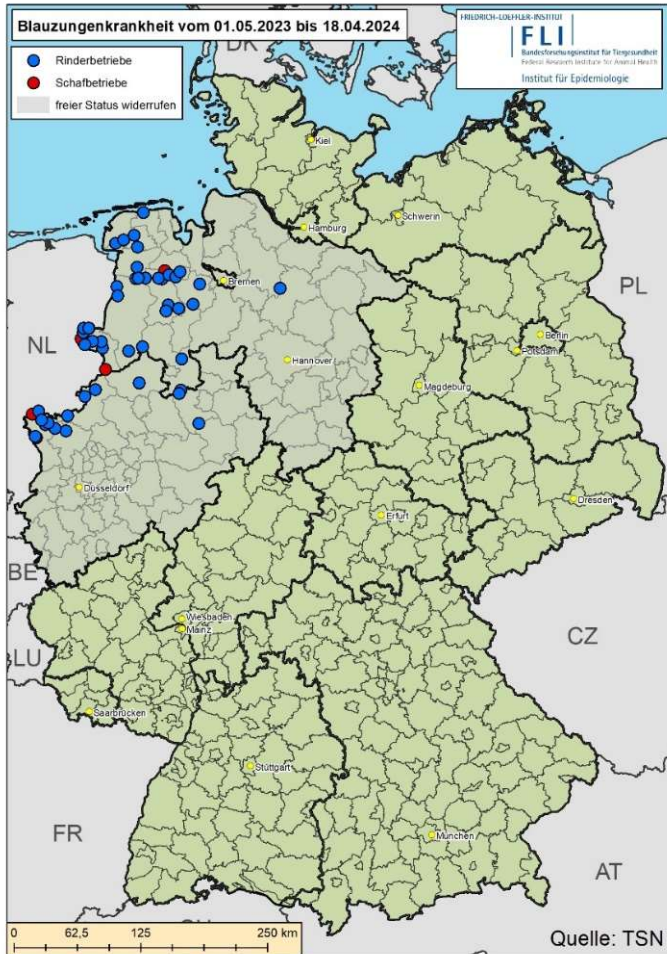 Blauzungenkrankheit vom 01.05.2023 bis 18.04.2024
FRIEDRICH-LOEFFLER-INSTITUT
FLI
Bundesforschungsinstitut für Tiergesundheit
Federal Research Institute for Animal Health
Institut für Epidemiologie
Rinderbetriebe
Schafbetriebe
freier Status widerrufen
DK
Kiel
Schwerin
Hamburg
Bremen
PL
NL
Berlin
Potsdam
Hannover
Magdeburg
Düsseldorf
Dresden
Erfurt
BE
Wiesbaden
Mainz
CZ
LU
Saarbrücken
Stuttgart
FR
München
AT
0 62,5 125 250 km
Quelle: TSN